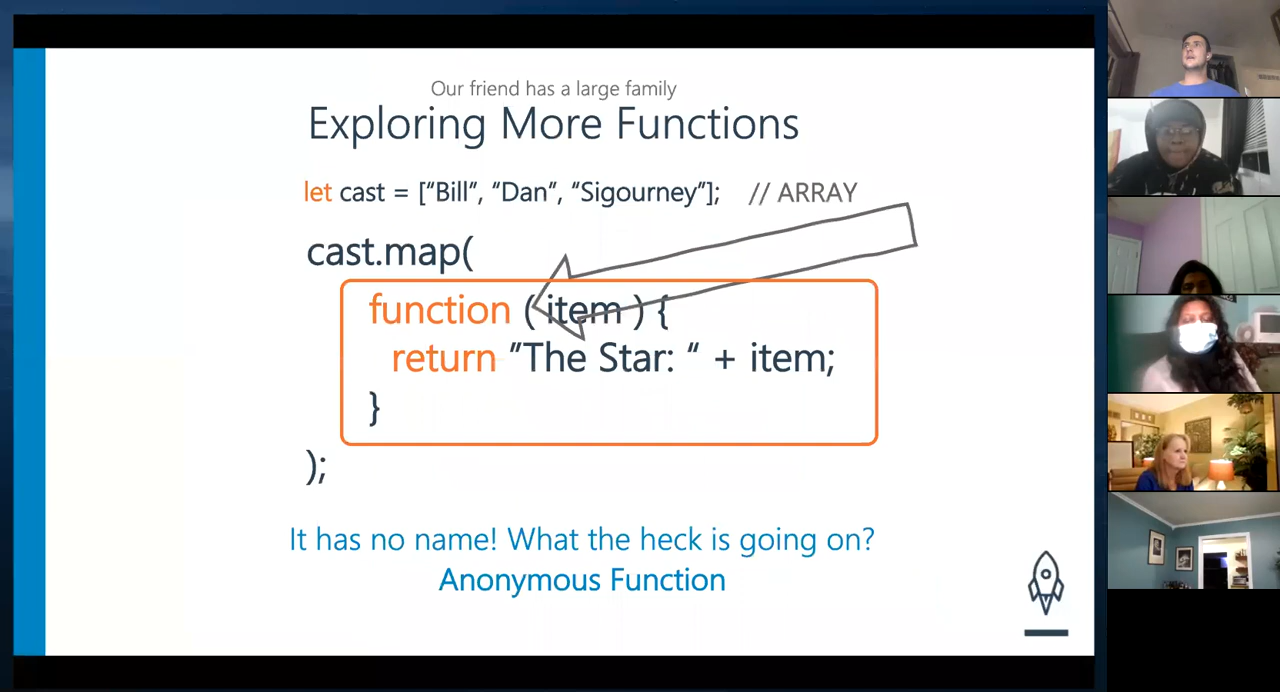 Our friend has a large family
Exploring More Functions
let cast = [“Bill”, “Dan”, “Sigourney”]; // ARRAY
cast.map(
function ( item ) {
return ”The Star: “ + item;
}
);
It has no name! What the heck is going on?
Anonymous Function